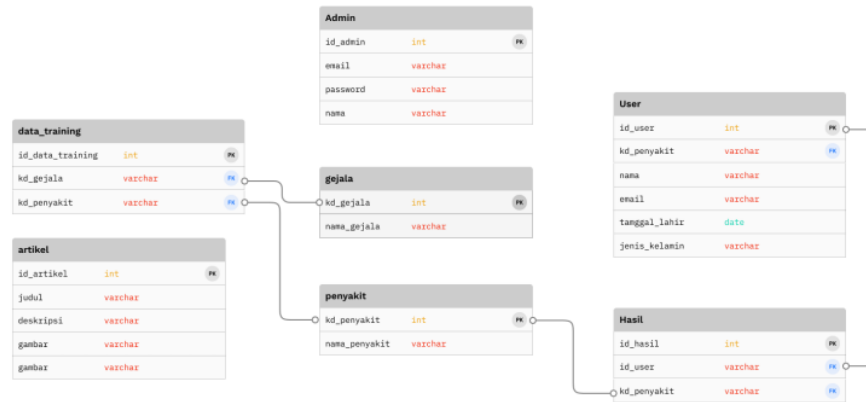 Admin
id_admin int PK
email varchar
password varchar
nama varchar
data_training
id_data_training int PK
kd_gejala varchar FK
kd_penyakit varchar FK
gejala
kd_gejala int PK
nama_gejala varchar
artikel
id_artikel int PK
judul varchar
deskripsi varchar
gambar varchar
gambar varchar
penyakit
kd_penyakit int PK
nama_penyakit varchar
User
id_user int PK
kd_penyakit varchar FK
nama varchar
email varchar
tamggal_lahir date
jenis_kelamin varchar
Hasil
id_hasil int PK
id_user varchar FK
kd_penyakit varchar FK